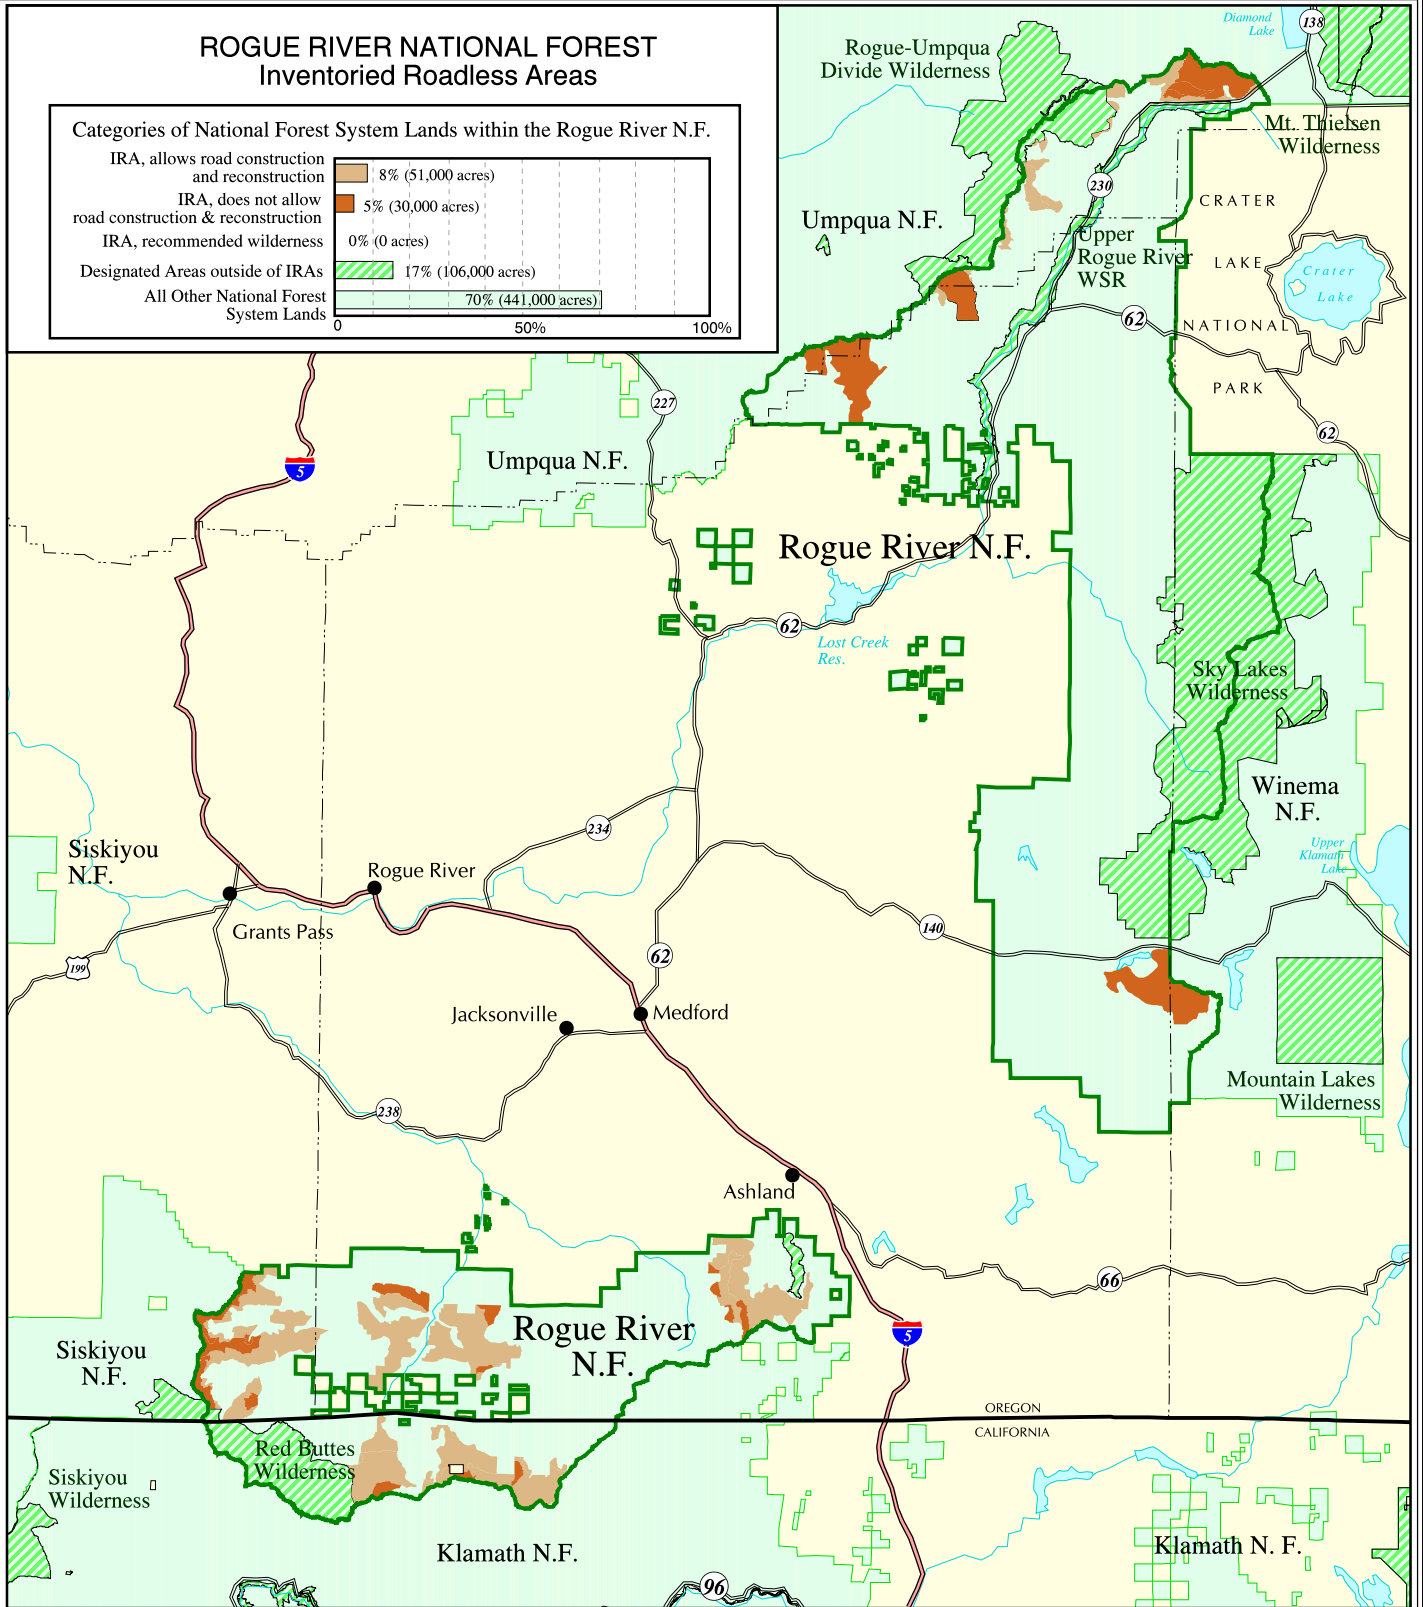 ROGUE RIVER NATIONAL FOREST
Inventoried Roadless Areas
Categories of National Forest System Lands within the Rogue River N.F.
IRA, allows road construction
and reconstruction
8% (51,000 acres)
IRA, does not allow
road construction & reconstruction
5% (30,000 acres)
IRA, recommended wilderness
0% (0 acres)
Designated Areas outside of IRAs
17% (106,000 acres)
All Other National Forest
System Lands
70% (441,000 acres)
0 50% 100%
Diamond
Lake
138
Rogue-Umpqua
Divide Wilderness
Mt. Thielsen
Wilderness
230
CRATER
LAKE
NATIONAL
PARK
Umpqua N.F.
Upper
Rogue River
WSR
Crater
Lake
62
62
227
5
Umpqua N.F.
Rogue River N.F.
62
Lost Creek
Res.
Sky Lakes
Wilderness
Winema
N.F.
234
Upper
Klamath
Lake
Siskiyou
N.F.
Rogue River
Grants Pass
140
199
62
Jacksonville
Medford
Mountain Lakes
Wilderness
238
Ashland
66
5
Rogue River
N.F.
Siskiyou
N.F.
OREGON
CALIFORNIA
Red Buttes
Wilderness
Siskiyou
Wilderness
Klamath N.F.
Klamath N. F.
96